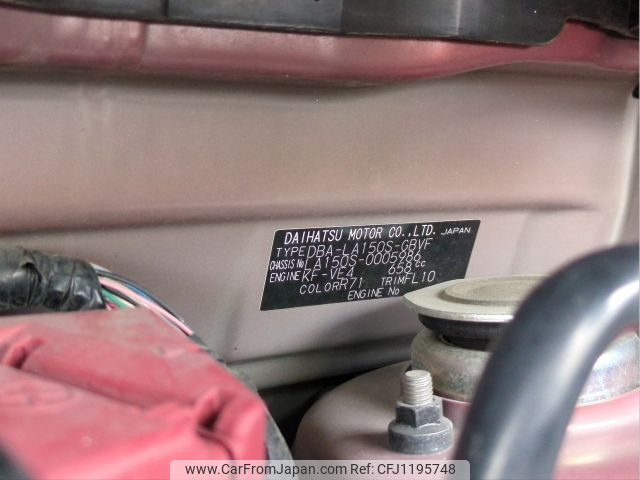 DAIHATSU MOTOR CO.,LTD. JAPAN
TYPE DBA-LA150S-GBVF
CHASSIS No LA150S-0005986
ENGINE KF-VE4 658 cc
COLOR R71 TRIM FL10
ENGINE No
www.CarFromJapan.com Ref. No: CFJ1195748